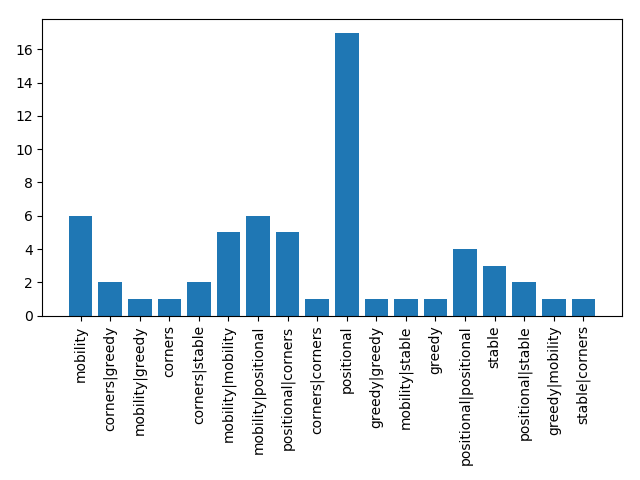 16
14
12
10
8
6
4
2
0
mobility
corners|greedy
mobility|greedy
corners
corners|stable
mobility|mobility
mobility|positional
positional|corners
corners|corners
positional
greedy|greedy
mobility|stable
greedy
positional|positional
stable
positional|stable
greedy|mobility
stable|corners